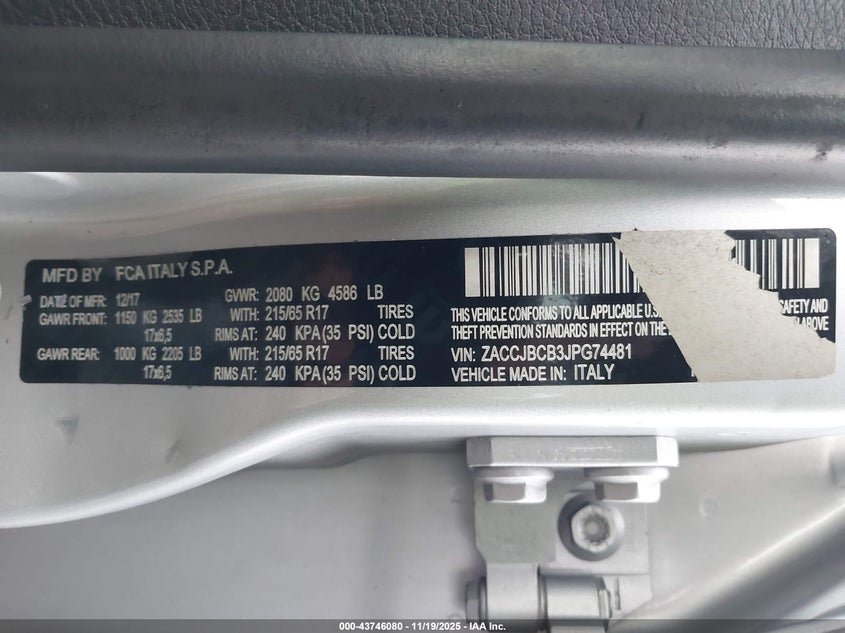 MFD BY FCA ITALY S.P.A.
DATE OF MFR: 12/17 GVWR: 2080 KG 4586 LB
GAWR FRONT: 1150 KG 2535 LB WITH: 215/65 R17 TIRES
17x6,5 RIMS AT: 240 KPA (35 PSI) COLD
GAWR REAR: 1000 KG 2205 LB WITH: 215/65 R17 TIRES
17x6,5 RIMS AT: 240 KPA (35 PSI) COLD
THIS VEHICLE CONFORMS TO ALL APPLICABLE U.S. SAFETY AND
THEFT PREVENTION STANDARDS IN EFFECT ON THE ABOVE
VIN: ZACCJBCB3JPG74481
VEHICLE MADE IN: ITALY
000-43746080 - 11/19/2025 - IAA Inc.